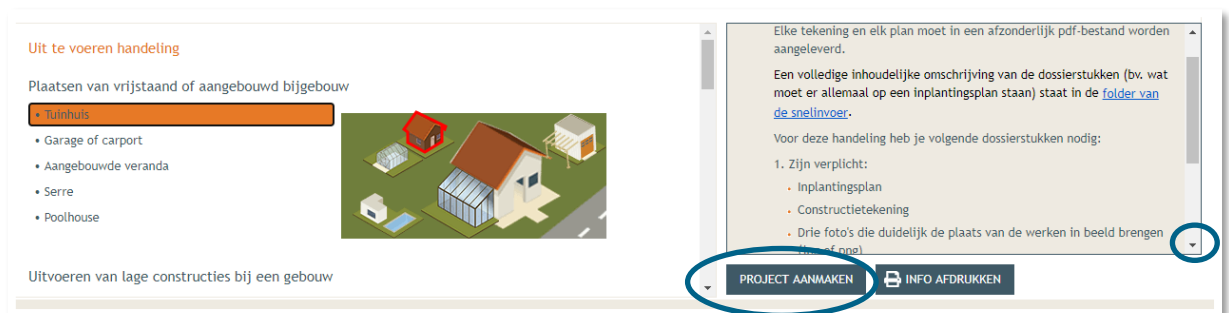 Uit te voeren handeling
Plaatsen van vrijstaand of aangebouwd bijgebouw
• Tuinhuis
• Garage of carport
• Aangebouwde veranda
• Serre
• Poolhouse
Uitvoeren van lage constructies bij een gebouw
Elke tekening en elk plan moet in een afzonderlijk pdf-bestand worden
aangeleverd.
Een volledige inhoudelijke omschrijving van de dossierstukken (bv. wat
moet er allemaal op een inplantingsplan staan) staat in de folder van
de snelinvoer.
Voor deze handeling heb je volgende dossierstukken nodig:
1. Zijn verplicht:
• Inplantingsplan
• Constructietekening
• Drie foto's die duidelijk de plaats van de werken in beeld brengen
PROJECT AANMAKEN
INFO AFDRUKKEN